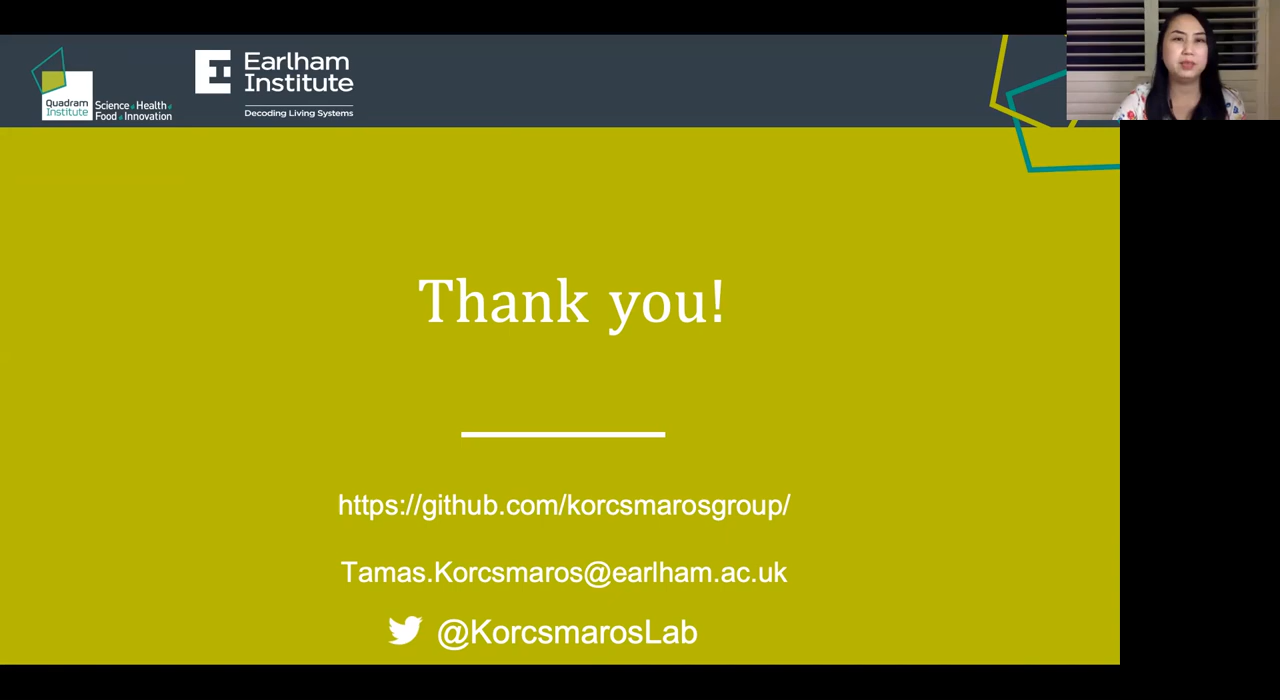 Quadram
Institute
Science Health
Food Innovation
Earlham
Institute
Decoding Living Systems
Thank you!
https://github.com/korcsmarosgroup/
Tamas.Korcsmaros@earlham.ac.uk
@KorcsmarosLab